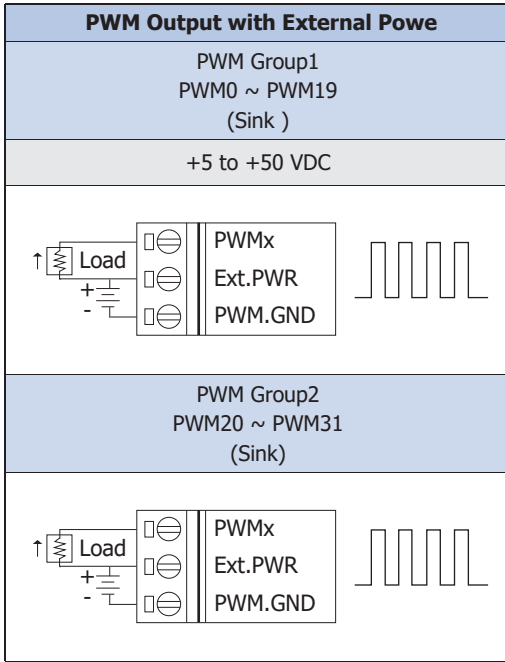 PWM Output with External Powe
PWM Group1
PWM0 ~ PWM19
(Sink )
+5 to +50 VDC
↑ Load
+
-
PWMx
Ext.PWR
PWM.GND
PWM Group2
PWM20 ~ PWM31
(Sink)
↑ Load
+
-
PWMx
Ext.PWR
PWM.GND